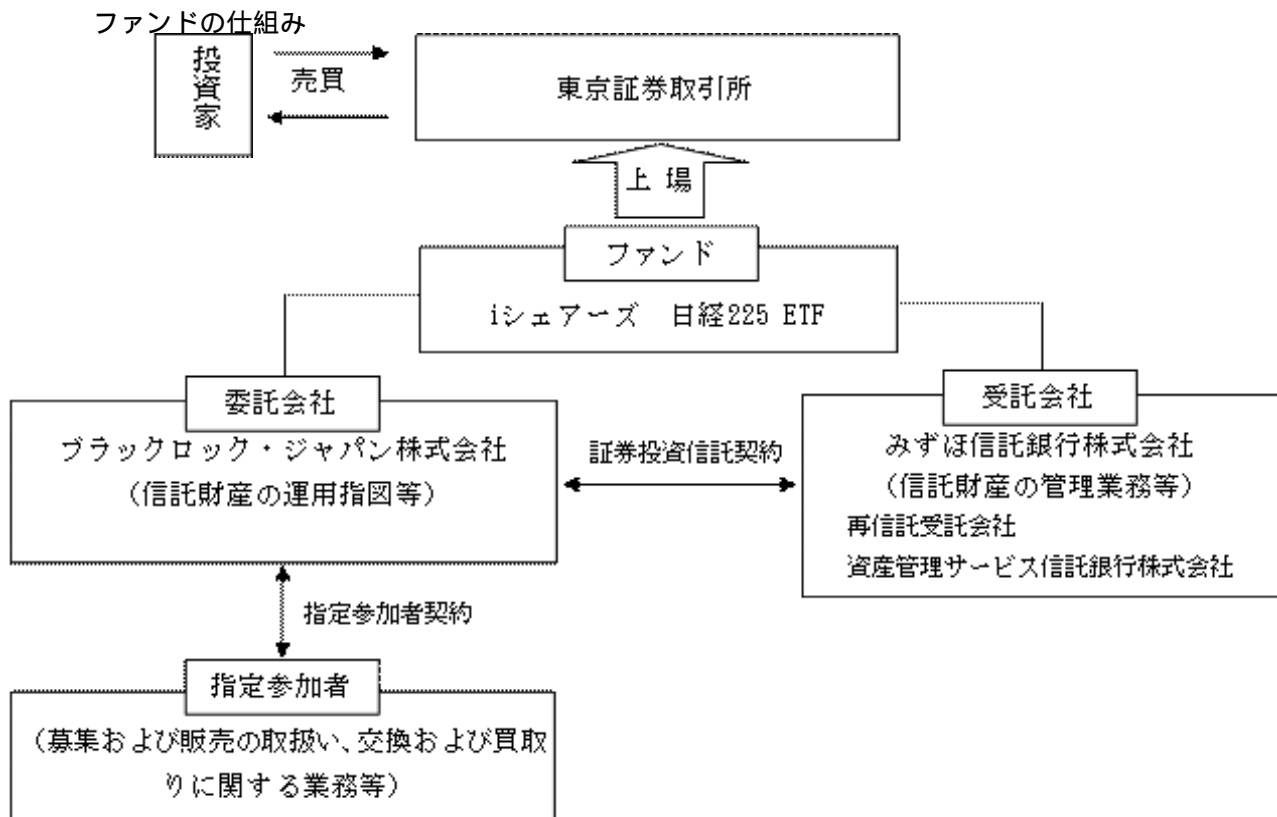 ファンドの仕組み
投資家
売買
東京証券取引所
上 場
ファンド
iシェアーズ 日経225 ETF
委託会社
ブラックロック・ジャパン株式会社
(信託財産の運用指図等)
証券投資信託契約
受託会社
みずほ信託銀行株式会社
(信託財産の管理業務等)
再信託受託会社
資産管理サービス信託銀行株式会社
指定参加者契約
指定参加者
(募集および販売の取扱い、交換および買取
りに関する業務等)